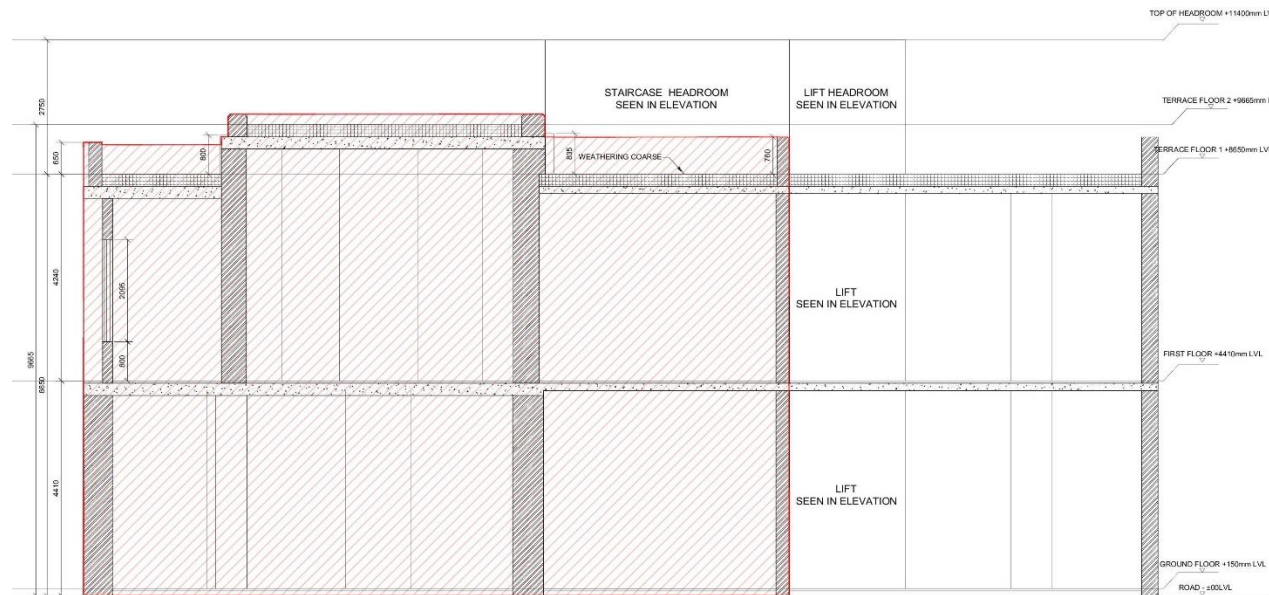 TOP OF HEADROOM +11400mm LV
STAIRCASE HEADROOM
SEEN IN ELEVATION
LIFT HEADROOM
SEEN IN ELEVATION
2750
TERRACE FLOOR 2 +9665mm
650
800
835
WEATHERING COARSE
760
TERRACE FLOOR 1 +8650mm LVL
4240
2095
800
LIFT
SEEN IN ELEVATION
9665
8650
FIRST FLOOR +4410mm LVL
4410
LIFT
SEEN IN ELEVATION
GROUND FLOOR +150mm LVL
ROAD - ±00LVL